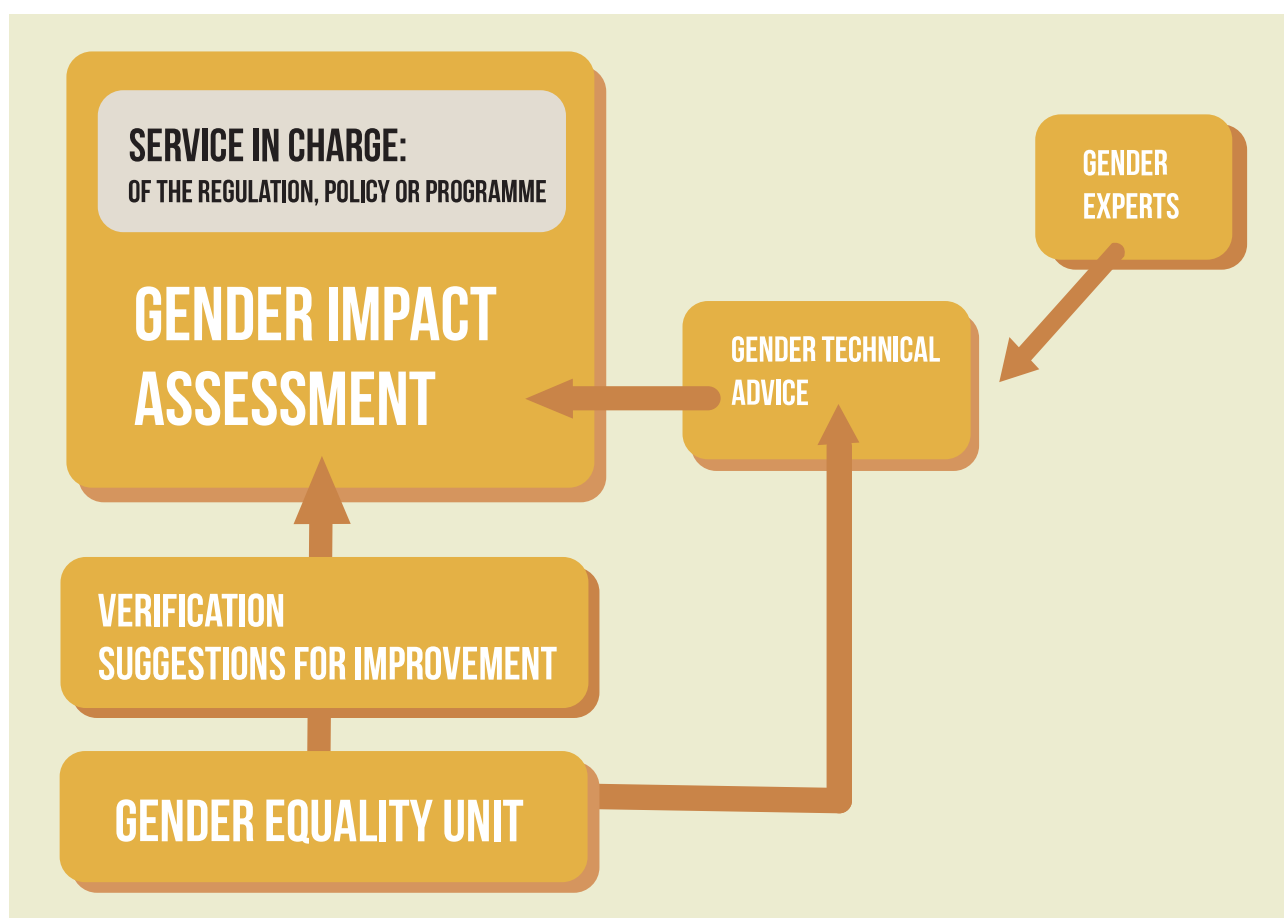 SERVICE IN CHARGE:
OF THE REGULATION, POLICY OR PROGRAMME
GENDER IMPACT
ASSESSMENT
GENDER
EXPERTS
GENDER TECHNICAL
ADVICE
VERIFICATION
SUGGESTIONS FOR IMPROVEMENT
GENDER EQUALITY UNIT